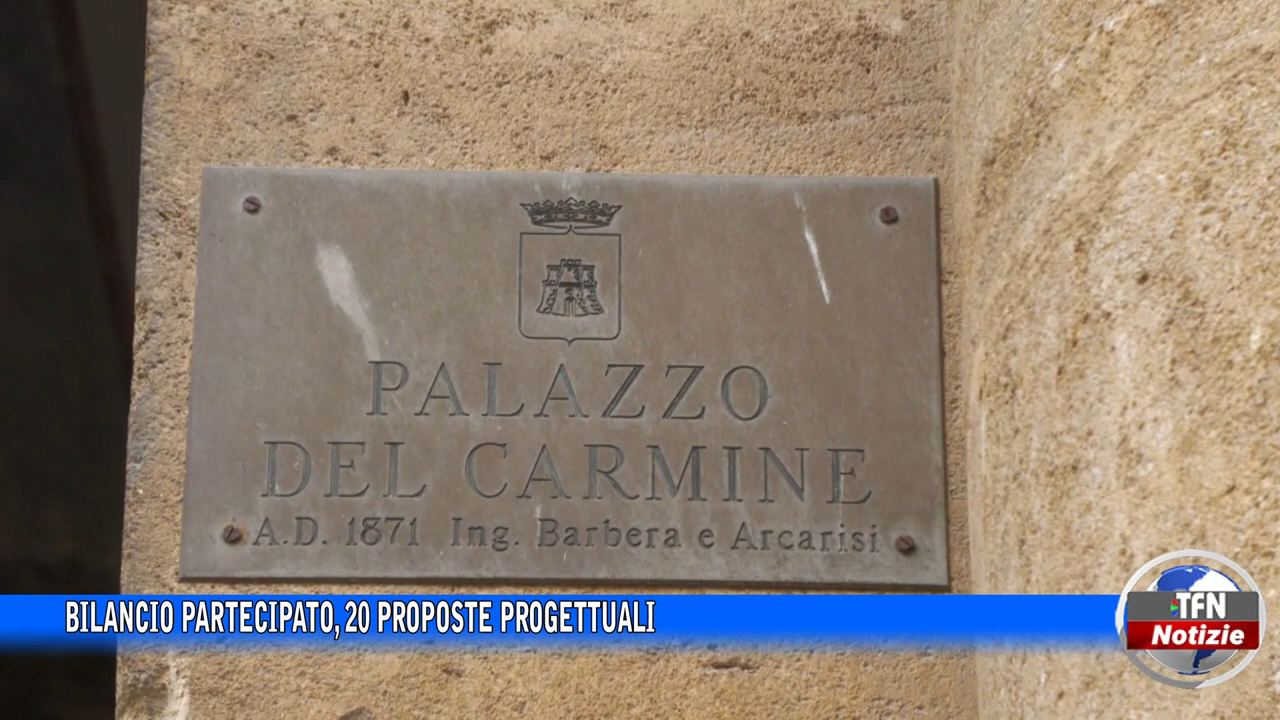 PALAZZO
DEL CARMINE
A.D. 1871 Ing. Barbera e Arcarisi
BILANCIO PARTECIPATO, 20 PROPOSTE PROGETTUALI
TFN
Notizie